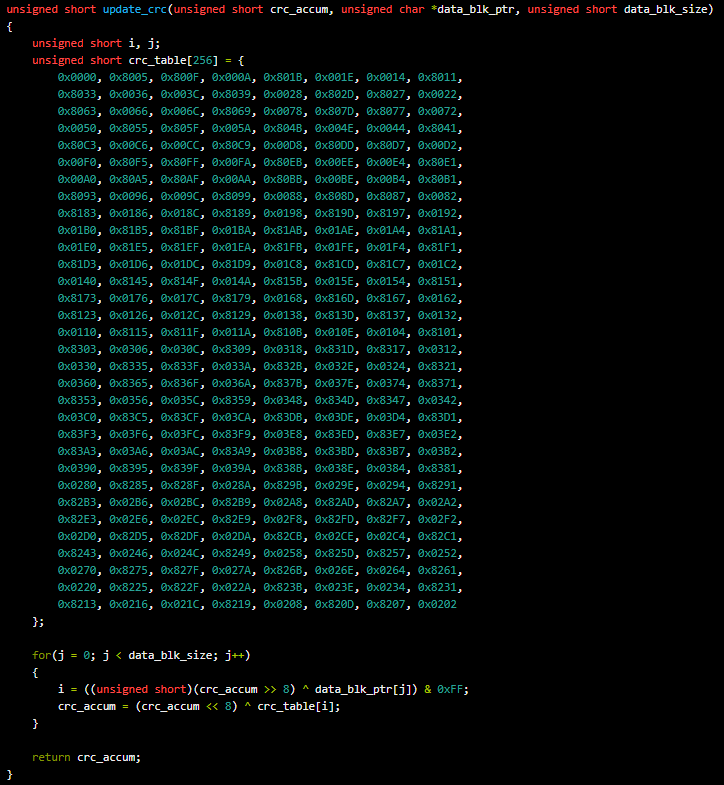 unsigned short update_crc(unsigned short crc_accum, unsigned char *data_blk_ptr, unsigned short data_blk_size)
{
    unsigned short i, j;
    unsigned short crc_table[256] = {
        0x0000, 0x8005, 0x800F, 0x000A, 0x801B, 0x001E, 0x0014, 0x8011,
        0x8033, 0x0036, 0x003C, 0x8039, 0x0028, 0x802D, 0x8027, 0x0022,
        0x8063, 0x0066, 0x006C, 0x8069, 0x0078, 0x807D, 0x8077, 0x0072,
        0x0050, 0x8055, 0x805F, 0x005A, 0x804B, 0x004E, 0x0044, 0x8041,
        0x80C3, 0x00C6, 0x00CC, 0x80C9, 0x00D8, 0x80DD, 0x80D7, 0x00D2,
        0x00F0, 0x80F5, 0x80FF, 0x00FA, 0x80EB, 0x00EE, 0x00E4, 0x80E1,
        0x00A0, 0x80A5, 0x80AF, 0x00AA, 0x80BB, 0x00BE, 0x00B4, 0x80B1,
        0x8093, 0x0096, 0x009C, 0x8099, 0x0088, 0x808D, 0x8087, 0x0082,
        0x8183, 0x0186, 0x018C, 0x8189, 0x0198, 0x819D, 0x8197, 0x0192,
        0x01B0, 0x81B5, 0x81BF, 0x01BA, 0x81AB, 0x01AE, 0x01A4, 0x81A1,
        0x01E0, 0x81E5, 0x81EF, 0x01EA, 0x81FB, 0x01FE, 0x01F4, 0x81F1,
        0x81D3, 0x01D6, 0x01DC, 0x81D9, 0x01C8, 0x81CD, 0x81C7, 0x01C2,
        0x0140, 0x8145, 0x814F, 0x014A, 0x815B, 0x015E, 0x0154, 0x8151,
        0x8173, 0x0176, 0x017C, 0x8179, 0x0168, 0x816D, 0x8167, 0x0162,
        0x8123, 0x0126, 0x012C, 0x8129, 0x0138, 0x813D, 0x8137, 0x0132,
        0x0110, 0x8115, 0x811F, 0x011A, 0x810B, 0x010E, 0x0104, 0x8101,
        0x8303, 0x0306, 0x030C, 0x8309, 0x0318, 0x831D, 0x8317, 0x0312,
        0x0330, 0x8335, 0x833F, 0x033A, 0x832B, 0x032E, 0x0324, 0x8321,
        0x0360, 0x8365, 0x836F, 0x036A, 0x837B, 0x037E, 0x0374, 0x8371,
        0x8353, 0x0356, 0x035C, 0x8359, 0x0348, 0x834D, 0x8347, 0x0342,
        0x03C0, 0x83C5, 0x83CF, 0x03CA, 0x83DB, 0x03DE, 0x03D4, 0x83D1,
        0x83F3, 0x03F6, 0x03FC, 0x83F9, 0x03E8, 0x83ED, 0x83E7, 0x03E2,
        0x83A3, 0x03A6, 0x03AC, 0x83A9, 0x03B8, 0x83BD, 0x83B7, 0x03B2,
        0x0390, 0x8395, 0x839F, 0x039A, 0x838B, 0x038E, 0x0384, 0x8381,
        0x0280, 0x8285, 0x828F, 0x028A, 0x829B, 0x029E, 0x0294, 0x8291,
        0x82B3, 0x02B6, 0x02BC, 0x82B9, 0x02A8, 0x82AD, 0x82A7, 0x02A2,
        0x82E3, 0x02E6, 0x02EC, 0x82E9, 0x02F8, 0x82FD, 0x82F7, 0x02F2,
        0x02D0, 0x82D5, 0x82DF, 0x02DA, 0x82CB, 0x02CE, 0x02C4, 0x82C1,
        0x8243, 0x0246, 0x024C, 0x8249, 0x0258, 0x825D, 0x8257, 0x0252,
        0x0270, 0x8275, 0x827F, 0x027A, 0x826B, 0x026E, 0x0264, 0x8261,
        0x0220, 0x8225, 0x822F, 0x022A, 0x823B, 0x023E, 0x0234, 0x8231,
        0x8213, 0x0216, 0x021C, 0x8219, 0x0208, 0x820D, 0x8207, 0x0202
    };

    for(j = 0; j < data_blk_size; j++)
    {
        i = ((unsigned short)(crc_accum >> 8) ^ data_blk_ptr[j]) & 0xFF;
        crc_accum = (crc_accum << 8) ^ crc_table[i];
    }

    return crc_accum;
}